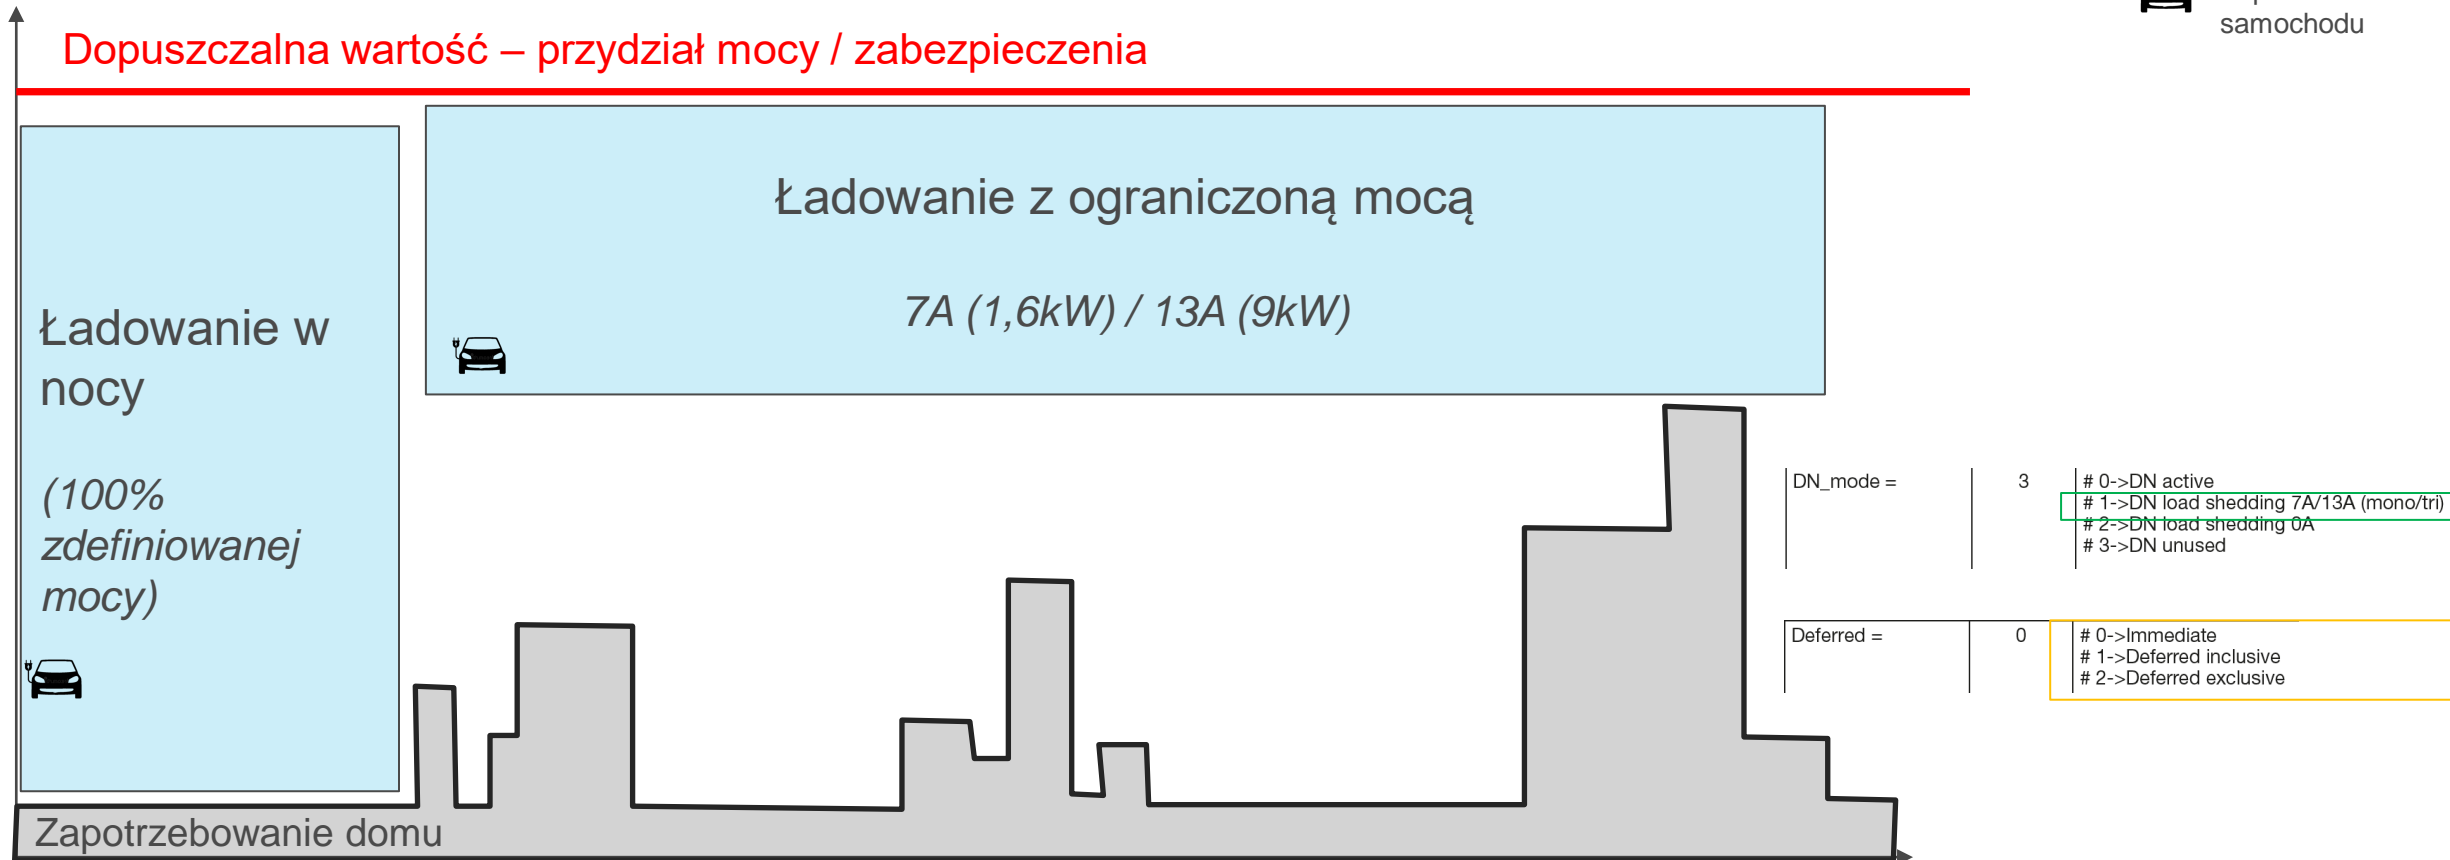 samochodu
Dopuszczalna wartość – przydział mocy / zabezpieczenia
Ładowanie z ograniczoną mocą
7A (1,6kW) / 13A (9kW)
Ładowanie w
nocy
(100%
zdefiniowanej
mocy)
DN_mode = 3 # 0->DN active
# 1->DN load shedding 7A/13A (mono/tri)
# 2->DN load shedding 0A
# 3->DN unused
Deferred = 0 # 0->Immediate
# 1->Deferred inclusive
# 2->Deferred exclusive
Zapotrzebowanie domu